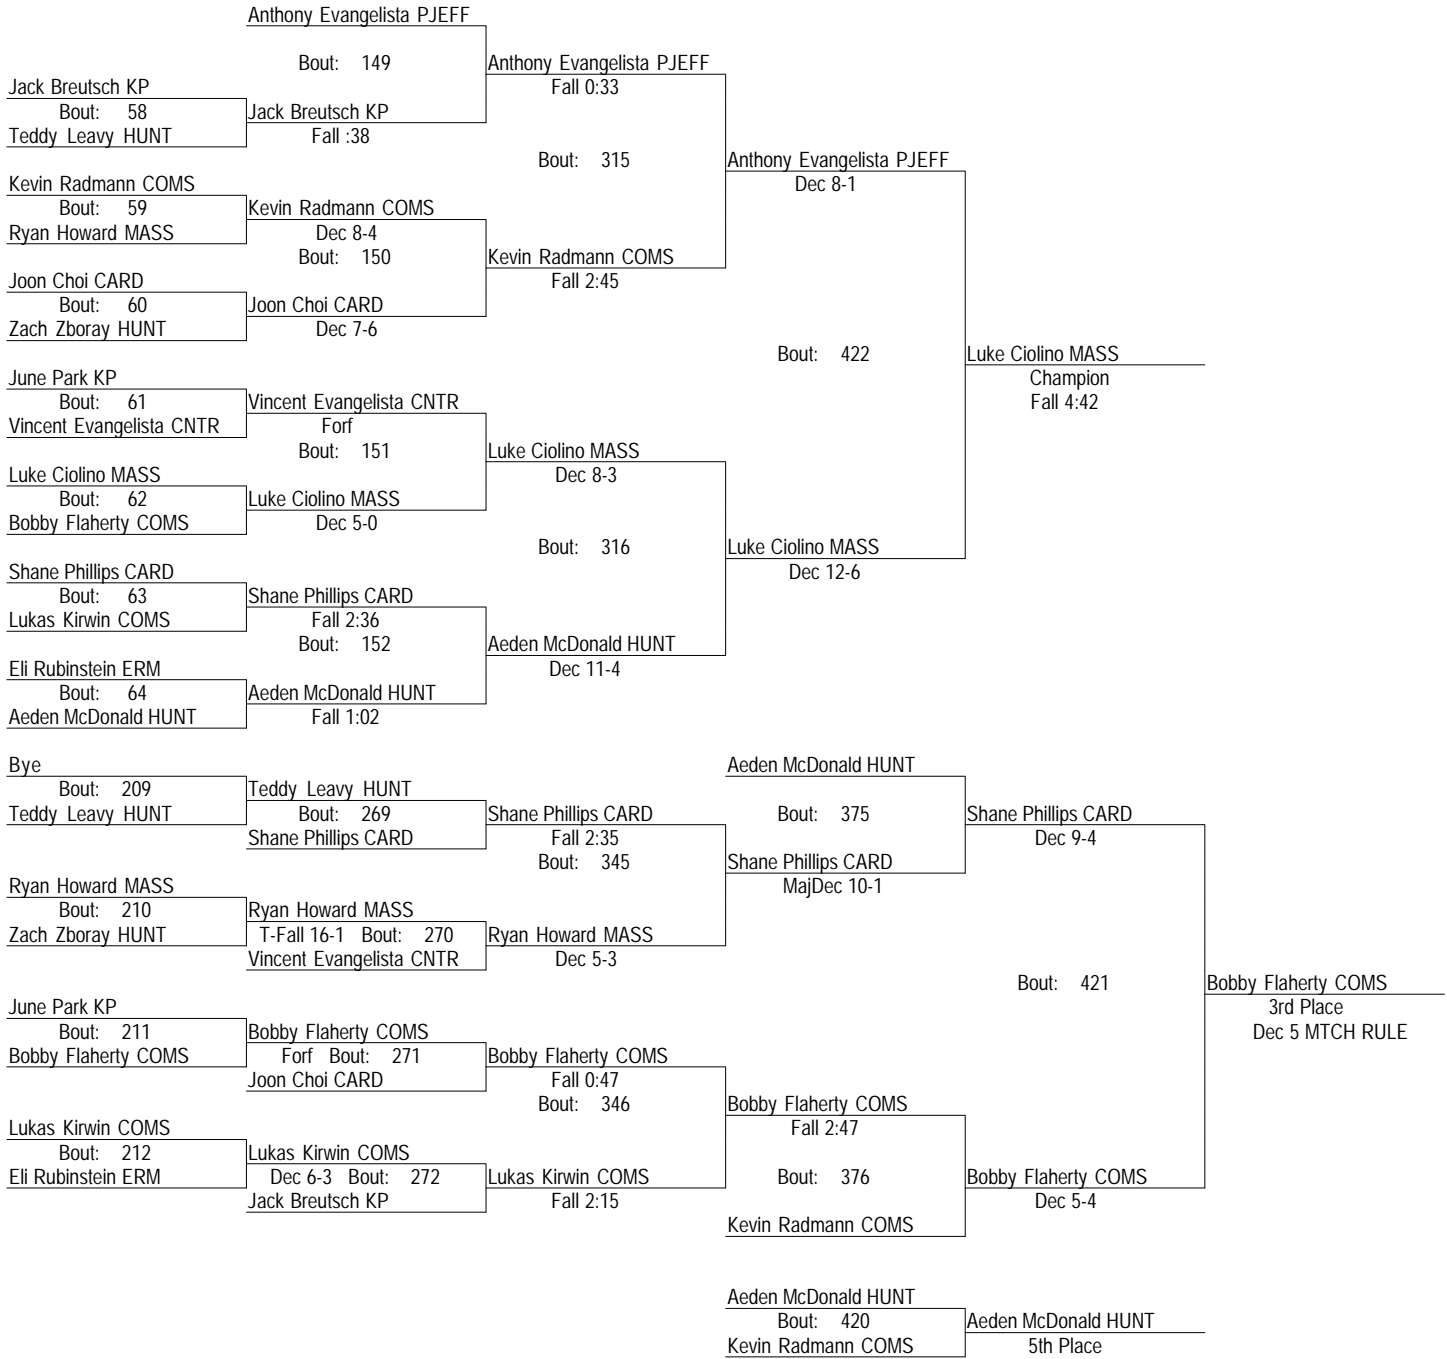 Anthony Evangelista PJEFF
Bout: 149
Anthony Evangelista PJEFF
Jack Breutsch KP
Fall 0:33
Bout: 58
Jack Breutsch KP
Teddy Leavy HUNT
Fall :38
Bout: 315
Anthony Evangelista PJEFF
Kevin Radmann COMS
Dec 8-1
Bout: 59
Kevin Radmann COMS
Ryan Howard MASS
Dec 8-4
Bout: 150
Kevin Radmann COMS
Joon Choi CARD
Fall 2:45
Bout: 60
Joon Choi CARD
Zach Zboray HUNT
Dec 7-6
Bout: 422
Luke Ciolino MASS
June Park KP
Champion
Bout: 61
Vincent Evangelista CNTR
Fall 4:42
Vincent Evangelista CNTR
Forf
Bout: 151
Luke Ciolino MASS
Luke Ciolino MASS
Dec 8-3
Bout: 62
Luke Ciolino MASS
Bobby Flaherty COMS
Dec 5-0
Bout: 316
Luke Ciolino MASS
Shane Phillips CARD
Dec 12-6
Bout: 63
Shane Phillips CARD
Lukas Kirwin COMS
Fall 2:36
Bout: 152
Aeden McDonald HUNT
Eli Rubinstein ERM
Dec 11-4
Bout: 64
Aeden McDonald HUNT
Aeden McDonald HUNT
Fall 1:02
Bye
Aeden McDonald HUNT
Bout: 209
Teddy Leavy HUNT
Teddy Leavy HUNT
Bout: 269
Shane Phillips CARD
Bout: 375
Shane Phillips CARD
Shane Phillips CARD
Fall 2:35
Dec 9-4
Bout: 345
Shane Phillips CARD
Ryan Howard MASS
MajDec 10-1
Bout: 210
Ryan Howard MASS
Zach Zboray HUNT
T-Fall 16-1 Bout: 270
Ryan Howard MASS
Vincent Evangelista CNTR
Dec 5-3
Bout: 421
Bobby Flaherty COMS
June Park KP
3rd Place
Bout: 211
Bobby Flaherty COMS
Dec 5 MTCH RULE
Bobby Flaherty COMS
Forf Bout: 271
Bobby Flaherty COMS
Joon Choi CARD
Fall 0:47
Bout: 346
Bobby Flaherty COMS
Lukas Kirwin COMS
Fall 2:47
Bout: 212
Lukas Kirwin COMS
Eli Rubinstein ERM
Dec 6-3 Bout: 272
Lukas Kirwin COMS
Bout: 376
Bobby Flaherty COMS
Jack Breutsch KP
Fall 2:15
Dec 5-4
Kevin Radmann COMS
Aeden McDonald HUNT
Bout: 420
Aeden McDonald HUNT
Kevin Radmann COMS
5th Place